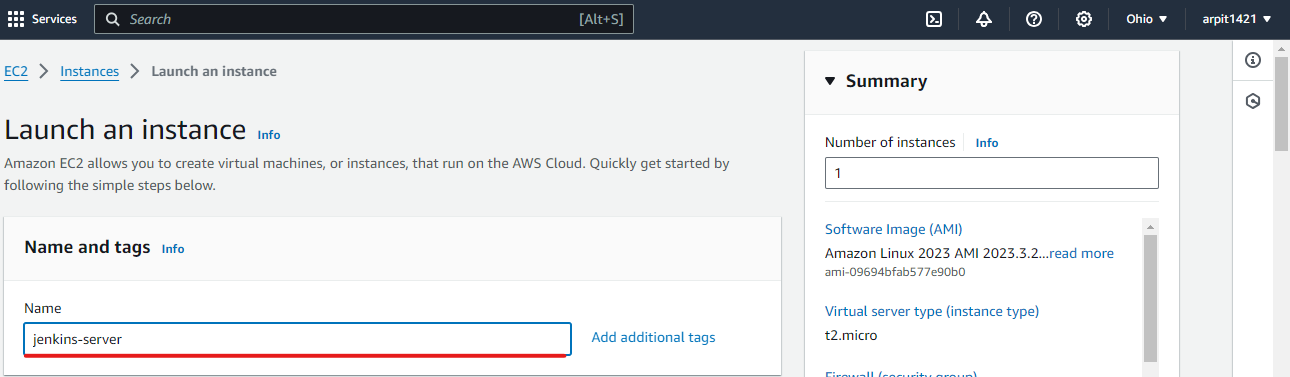 Services
Search [Alt+S]
Ohio ▼
arpit1421 ▼
EC2 > Instances > Launch an instance
Launch an instance Info
Amazon EC2 allows you to create virtual machines, or instances, that run on the AWS Cloud. Quickly get started by
following the simple steps below.
Name and tags Info
Name
jenkins-server
Add additional tags
▼ Summary
Number of instances Info
1
Software Image (AMI)
Amazon Linux 2023 AMI 2023.3.2...read more
ami-09694bfab577e90b0
Virtual server type (instance type)
t2.micro
Firewall (security group)